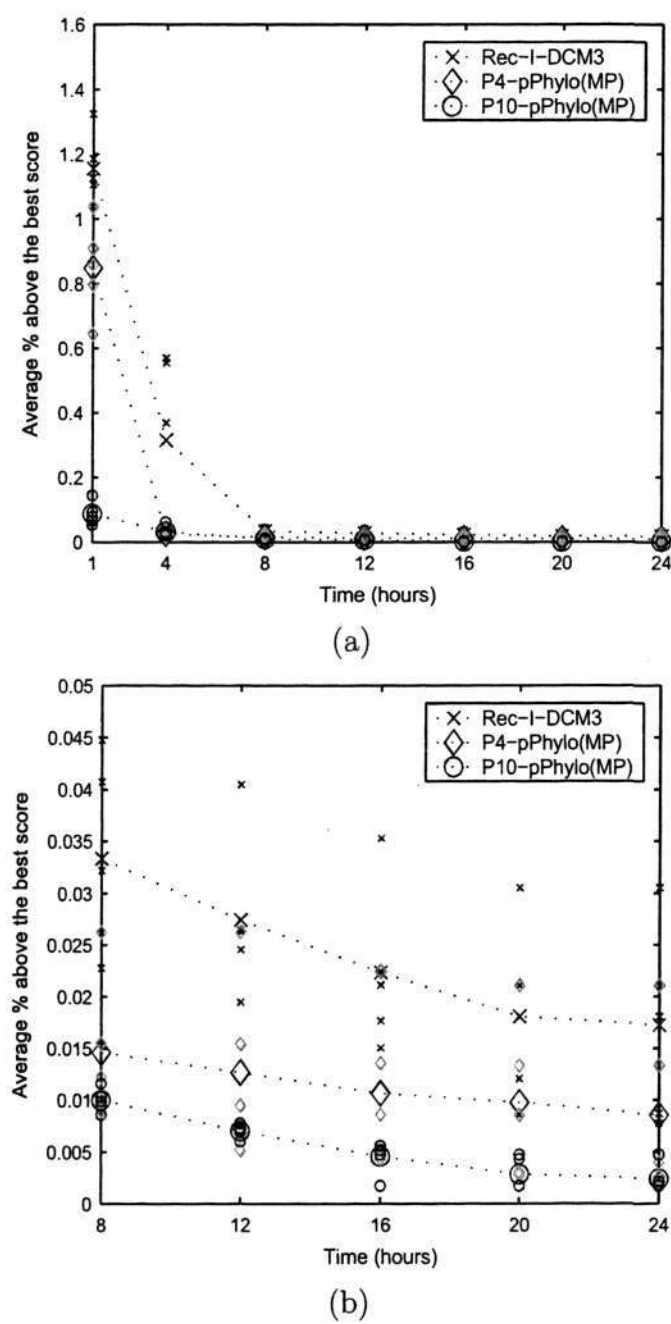 1.6
1.4
1.2
1
0.8
0.6
0.4
0.2
0
Average % above the best score
Rec-I-DCM3
P4-pPhylo(MP)
P10-pPhylo(MP)
1 4 8 12 16 20 24
Time (hours)
(a)
0.05
0.045
0.04
0.035
0.03
0.025
0.02
0.015
0.010
0.005
0
Average % above the best score
Rec-I-DCM3
P4-pPhylo(MP)
P10-pPhylo(MP)
8 12 16 20 24
Time (hours)
(b)